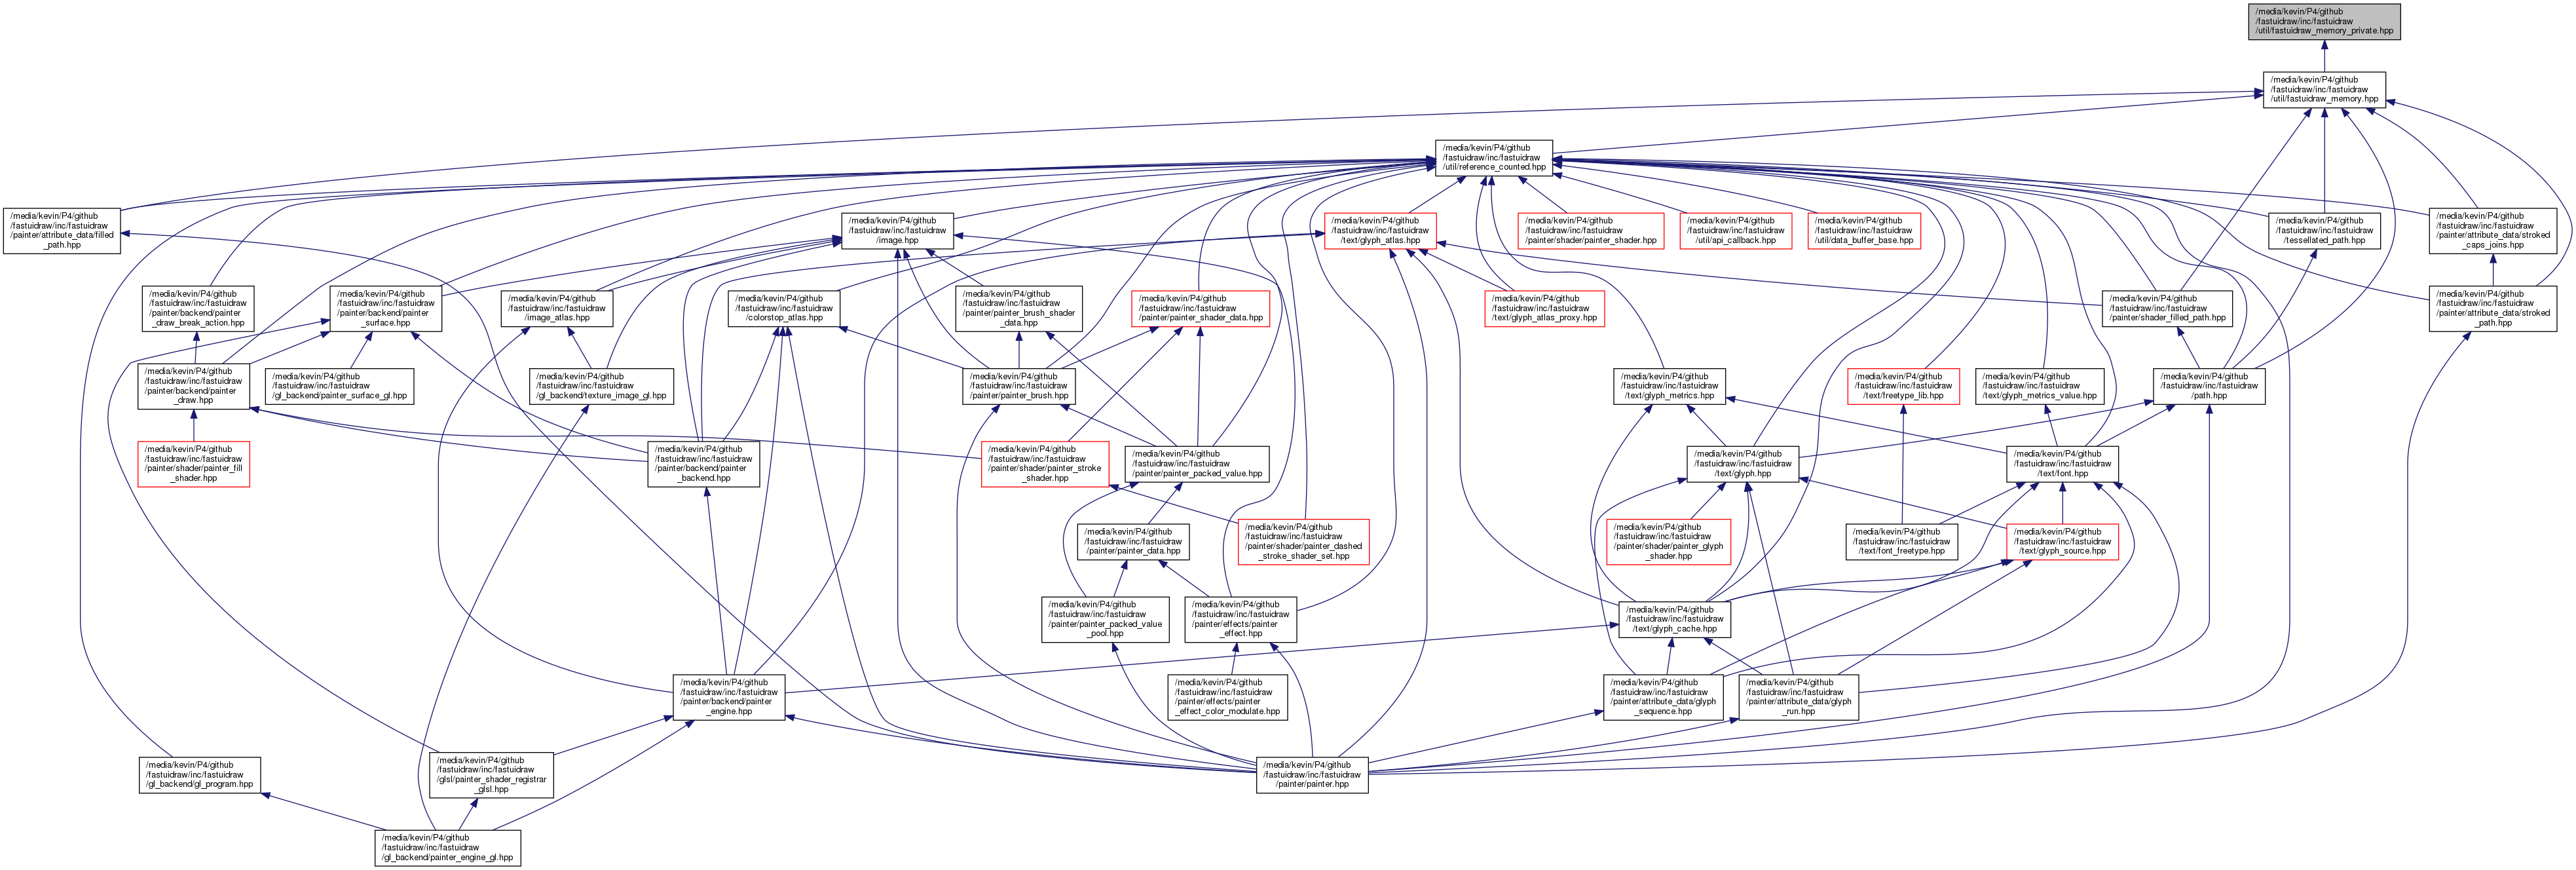 /media/kevin/P4/github
/fastuidraw/inc/fastuidraw
/util/fastuidraw_memory_private.hpp
/media/kevin/P4/github
/fastuidraw/inc/fastuidraw
/util/fastuidraw_memory.hpp
/media/kevin/P4/github
/fastuidraw/inc/fastuidraw
/util/reference_counted.hpp
/media/kevin/P4/github
/fastuidraw/inc/fastuidraw
/painter/attribute_data/filled
_path.hpp
/media/kevin/P4/github
/fastuidraw/inc/fastuidraw
/image.hpp
/media/kevin/P4/github
/fastuidraw/inc/fastuidraw
/text/glyph_atlas.hpp
/media/kevin/P4/github
/fastuidraw/inc/fastuidraw
/painter/shader/painter_shader.hpp
/media/kevin/P4/github
/fastuidraw/inc/fastuidraw
/util/api_callback.hpp
/media/kevin/P4/github
/fastuidraw/inc/fastuidraw
/util/data_buffer_base.hpp
/media/kevin/P4/github
/fastuidraw/inc/fastuidraw
/tessellated_path.hpp
/media/kevin/P4/github
/fastuidraw/inc/fastuidraw
/painter/attribute_data/stroked
_caps_joins.hpp
/media/kevin/P4/github
/fastuidraw/inc/fastuidraw
/painter/backend/painter
_draw_break_action.hpp
/media/kevin/P4/github
/fastuidraw/inc/fastuidraw
/painter/backend/painter
_surface.hpp
/media/kevin/P4/github
/fastuidraw/inc/fastuidraw
/image_atlas.hpp
/media/kevin/P4/github
/fastuidraw/inc/fastuidraw
/colorstop_atlas.hpp
/media/kevin/P4/github
/fastuidraw/inc/fastuidraw
/painter/painter_brush_shader
_data.hpp
/media/kevin/P4/github
/fastuidraw/inc/fastuidraw
/painter/painter_shader_data.hpp
/media/kevin/P4/github
/fastuidraw/inc/fastuidraw
/text/glyph_atlas_proxy.hpp
/media/kevin/P4/github
/fastuidraw/inc/fastuidraw
/painter/shader_filled_path.hpp
/media/kevin/P4/github
/fastuidraw/inc/fastuidraw
/painter/attribute_data/stroked
_path.hpp
/media/kevin/P4/github
/fastuidraw/inc/fastuidraw
/painter/backend/painter
_draw.hpp
/media/kevin/P4/github
/fastuidraw/inc/fastuidraw
/gl_backend/painter_surface_gl.hpp
/media/kevin/P4/github
/fastuidraw/inc/fastuidraw
/gl_backend/texture_image_gl.hpp
/media/kevin/P4/github
/fastuidraw/inc/fastuidraw
/painter/painter_brush.hpp
/media/kevin/P4/github
/fastuidraw/inc/fastuidraw
/text/glyph_metrics.hpp
/media/kevin/P4/github
/fastuidraw/inc/fastuidraw
/text/freetype_lib.hpp
/media/kevin/P4/github
/fastuidraw/inc/fastuidraw
/text/glyph_metrics_value.hpp
/media/kevin/P4/github
/fastuidraw/inc/fastuidraw
/path.hpp
/media/kevin/P4/github
/fastuidraw/inc/fastuidraw
/painter/shader/painter_fill
_shader.hpp
/media/kevin/P4/github
/fastuidraw/inc/fastuidraw
/painter/backend/painter
_backend.hpp
/media/kevin/P4/github
/fastuidraw/inc/fastuidraw
/painter/shader/painter_stroke
_shader.hpp
/media/kevin/P4/github
/fastuidraw/inc/fastuidraw
/painter/painter_packed_value.hpp
/media/kevin/P4/github
/fastuidraw/inc/fastuidraw
/text/glyph.hpp
/media/kevin/P4/github
/fastuidraw/inc/fastuidraw
/text/font.hpp
/media/kevin/P4/github
/fastuidraw/inc/fastuidraw
/painter/painter_data.hpp
/media/kevin/P4/github
/fastuidraw/inc/fastuidraw
/painter/shader/painter_dashed
_stroke_shader_set.hpp
/media/kevin/P4/github
/fastuidraw/inc/fastuidraw
/painter/shader/painter_glyph
_shader.hpp
/media/kevin/P4/github
/fastuidraw/inc/fastuidraw
/text/font_freetype.hpp
/media/kevin/P4/github
/fastuidraw/inc/fastuidraw
/text/glyph_source.hpp
/media/kevin/P4/github
/fastuidraw/inc/fastuidraw
/painter/painter_packed_value
_pool.hpp
/media/kevin/P4/github
/fastuidraw/inc/fastuidraw
/painter/effects/painter
_effect.hpp
/media/kevin/P4/github
/fastuidraw/inc/fastuidraw
/text/glyph_cache.hpp
/media/kevin/P4/github
/fastuidraw/inc/fastuidraw
/painter/backend/painter
_engine.hpp
/media/kevin/P4/github
/fastuidraw/inc/fastuidraw
/painter/effects/painter
_effect_color_modulate.hpp
/media/kevin/P4/github
/fastuidraw/inc/fastuidraw
/painter/attribute_data/glyph
_sequence.hpp
/media/kevin/P4/github
/fastuidraw/inc/fastuidraw
/painter/attribute_data/glyph
_run.hpp
/media/kevin/P4/github
/fastuidraw/inc/fastuidraw
/gl_backend/gl_program.hpp
/media/kevin/P4/github
/fastuidraw/inc/fastuidraw
/glsl/painter_shader_registrar
_glsl.hpp
/media/kevin/P4/github
/fastuidraw/inc/fastuidraw
/painter/painter.hpp
/media/kevin/P4/github
/fastuidraw/inc/fastuidraw
/gl_backend/painter_engine_gl.hpp